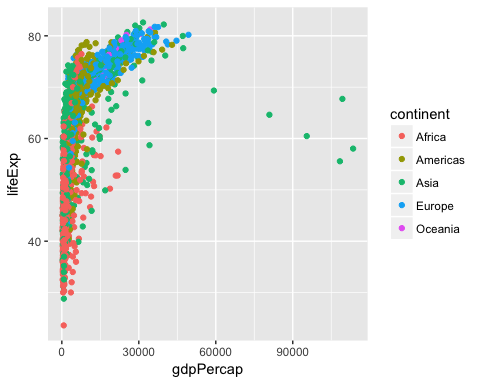 80
60
40
lifeExp
0 30000 60000 90000
gdpPercap
continent
Africa
Americas
Asia
Europe
Oceania